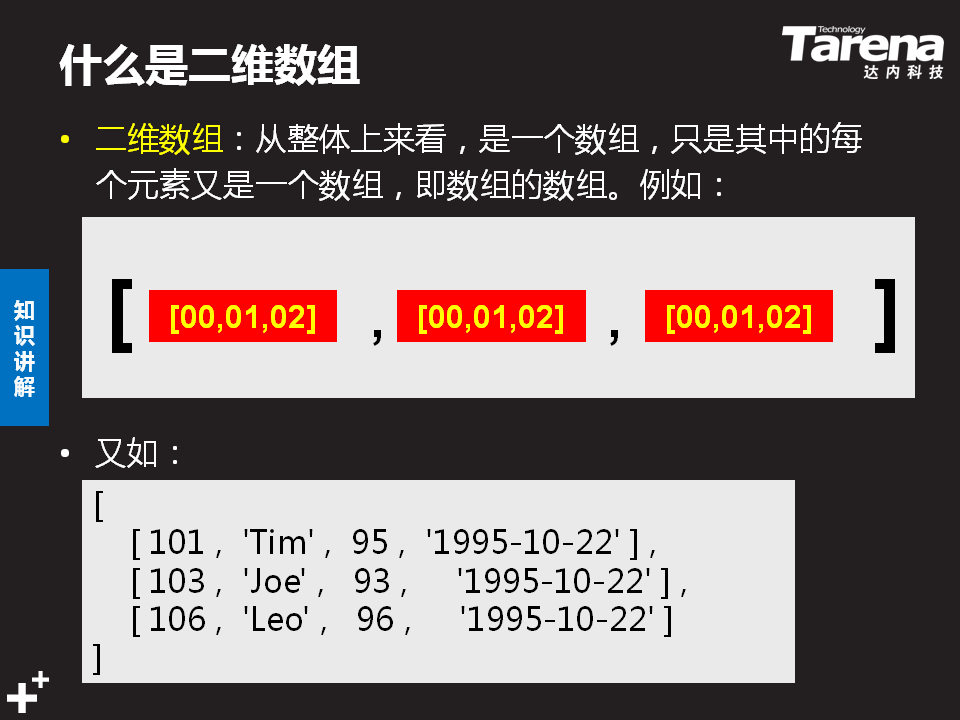 什么是二维数组
Technology
Tarena
达内科技
• 二维数组：从整体上来看，是一个数组，只是其中的每
个元素又是一个数组，即数组的数组。例如：
[ [00,01,02] , [00,01,02] , [00,01,02] ]
知识讲解
• 又如：
[
[ 101 , 'Tim' , 95 , '1995-10-22' ] ,
[ 103 , 'Joe' , 93 , '1995-10-22' ] ,
[ 106 , 'Leo' , 96 , '1995-10-22' ]
]